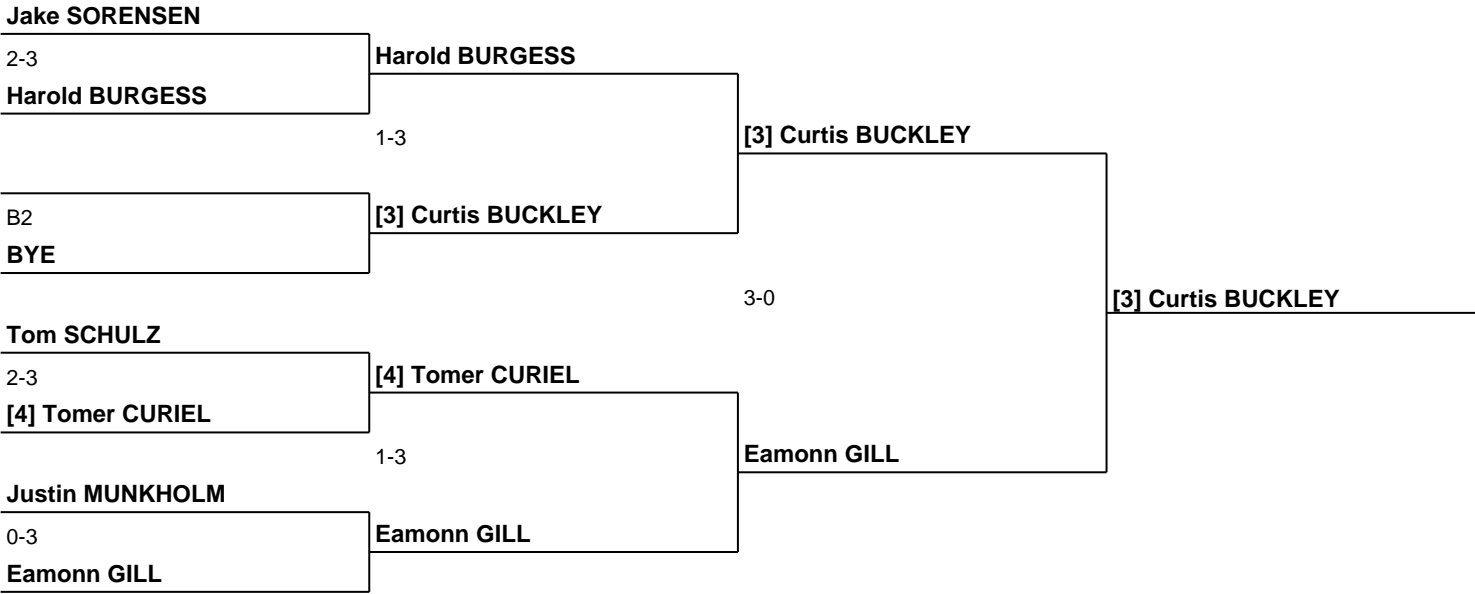 Jake SORENSEN
2-3
Harold BURGESS
Harold BURGESS
1-3
[3] Curtis BUCKLEY
B2
[3] Curtis BUCKLEY
BYE
3-0
[3] Curtis BUCKLEY
Tom SCHULZ
2-3
[4] Tomer CURIEL
[4] Tomer CURIEL
1-3
Eamonn GILL
Justin MUNKHOLM
0-3
Eamonn GILL
Eamonn GILL